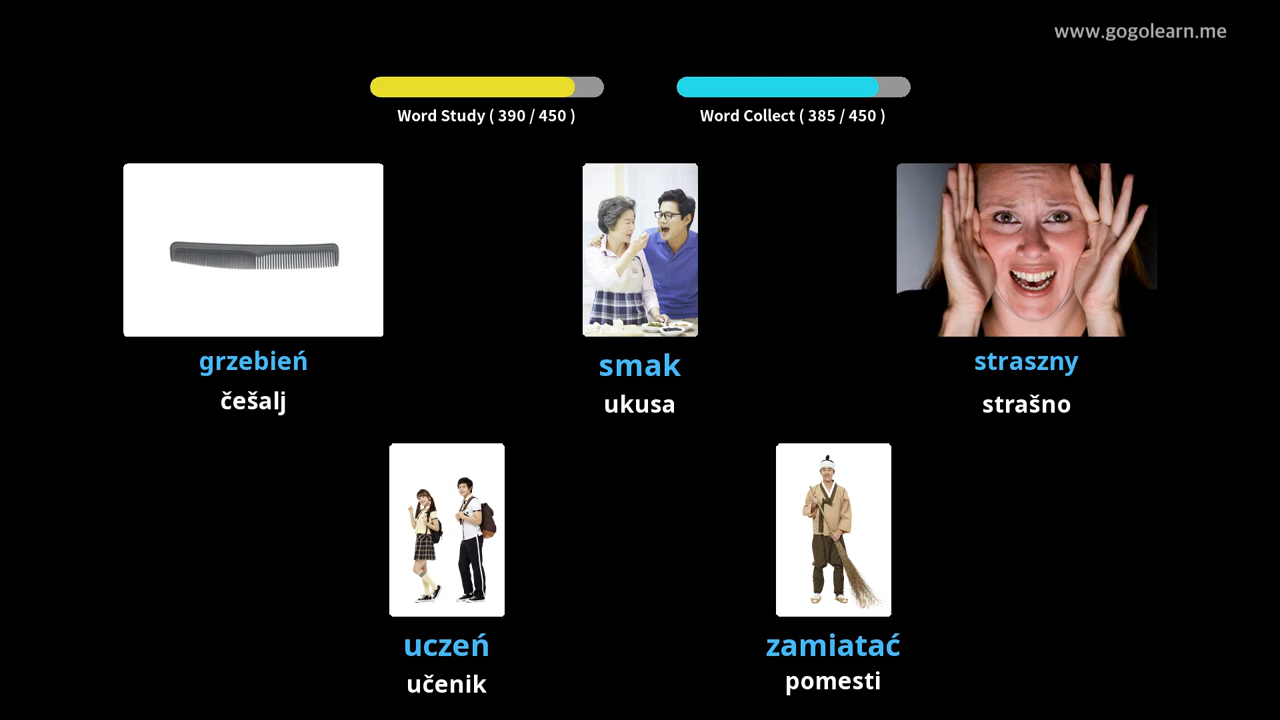 www.gogolearn.me
Word Study ( 390 / 450 )
Word Collect ( 385 / 450 )
grzebień
češalj
smak
ukusa
straszny
strašno
uczeń
učenik
zamiatać
pomesti